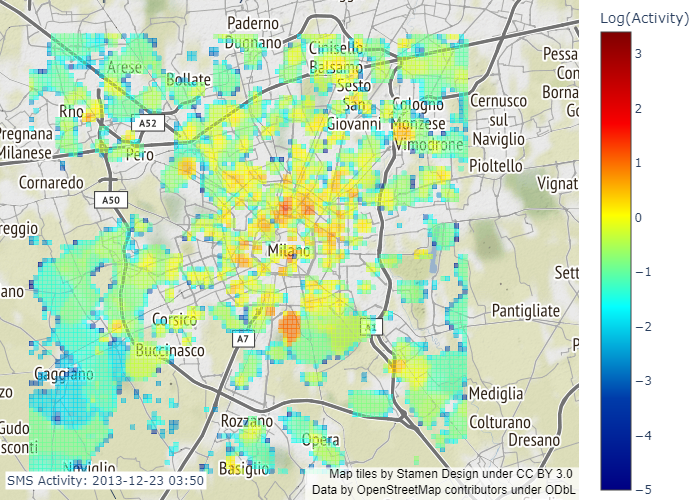 Log(Activity)
3
2
1
0
−1
−2
−3
−4
−5
Paderno
Dugnano
Cinisello
Balsamo
Sesto
San
Giovanni
Cologno
Monzese
Vimodrone
Cernusco
sul
Naviglio
Pioltello
Pessa
Con
Borna
Go
Vignat
Arese
Bollate
Rho
A52
Pregnana
Milanese
Pero
Cornaredo
A50
reggio
Milano
Sett
ano
Pantigliate
P
Corsico
A7
A1
Buccinasco
Gaggiano
zo
Mediglia
Gudo
sconti
Rozzano
Opera
Colturano
Dresano
Noviglio
Basiglio
SMS Activity: 2013-12-23 03:50
Map tiles by Stamen Design under CC BY 3.0
Data by OpenStreetMap contributors under ODbL